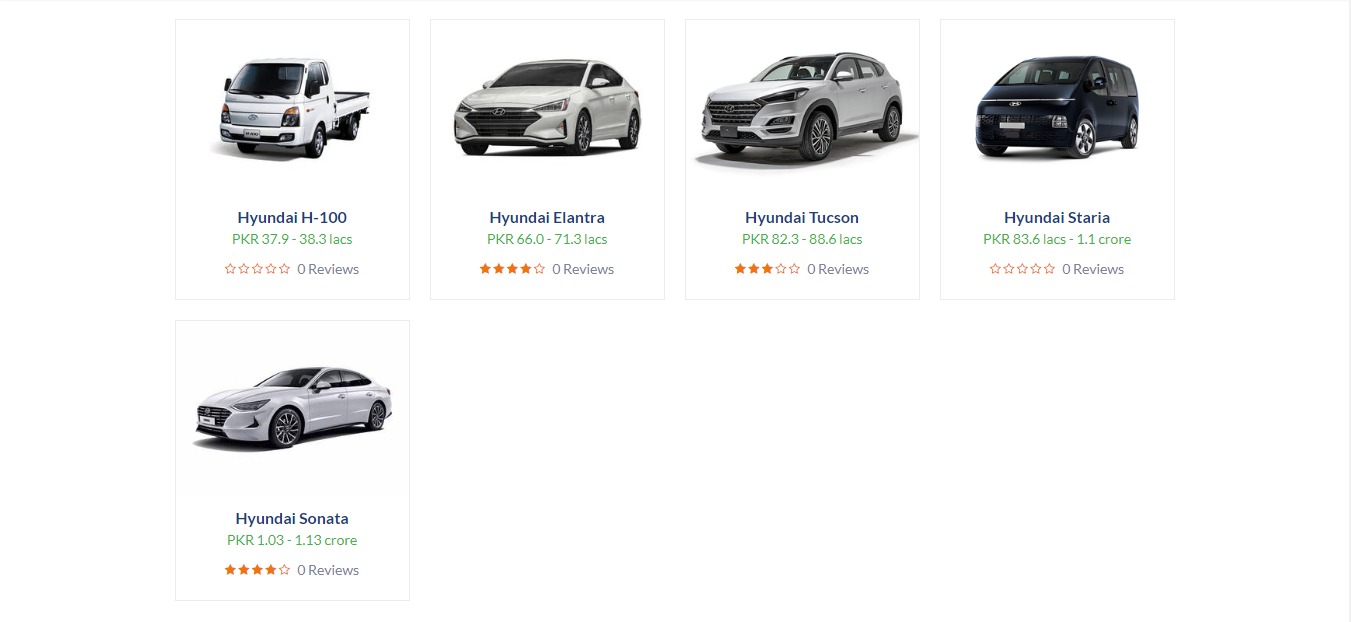 Hyundai H-100
PKR 37.9 - 38.3 lacs
0 Reviews
Hyundai Elantra
PKR 66.0 - 71.3 lacs
0 Reviews
Hyundai Tucson
PKR 82.3 - 88.6 lacs
0 Reviews
Hyundai Staria
PKR 83.6 lacs - 1.1 crore
0 Reviews
Hyundai Sonata
PKR 1.03 - 1.13 crore
0 Reviews